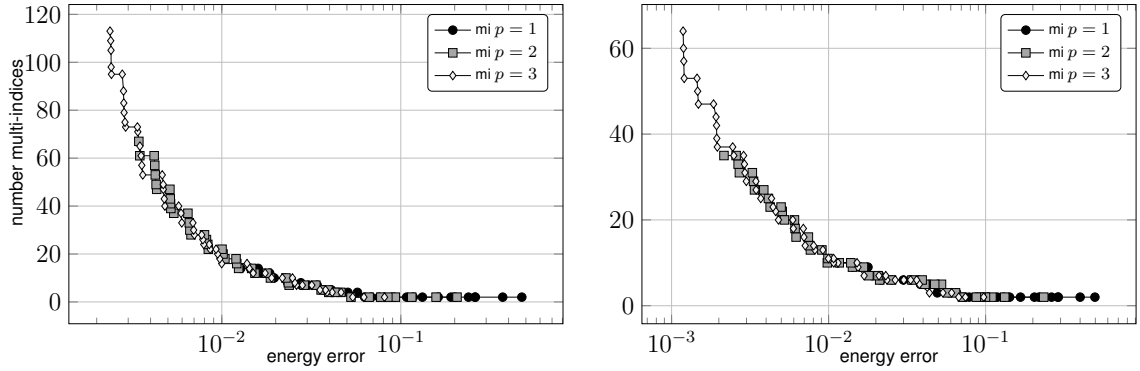 number multi-indices
120
100
80
60
40
20
0
mi p = 1
mi p = 2
mi p = 3
10⁻² 10⁻¹
energy error
60
40
20
0
mi p = 1
mi p = 2
mi p = 3
10⁻³ 10⁻² 10⁻¹
energy error